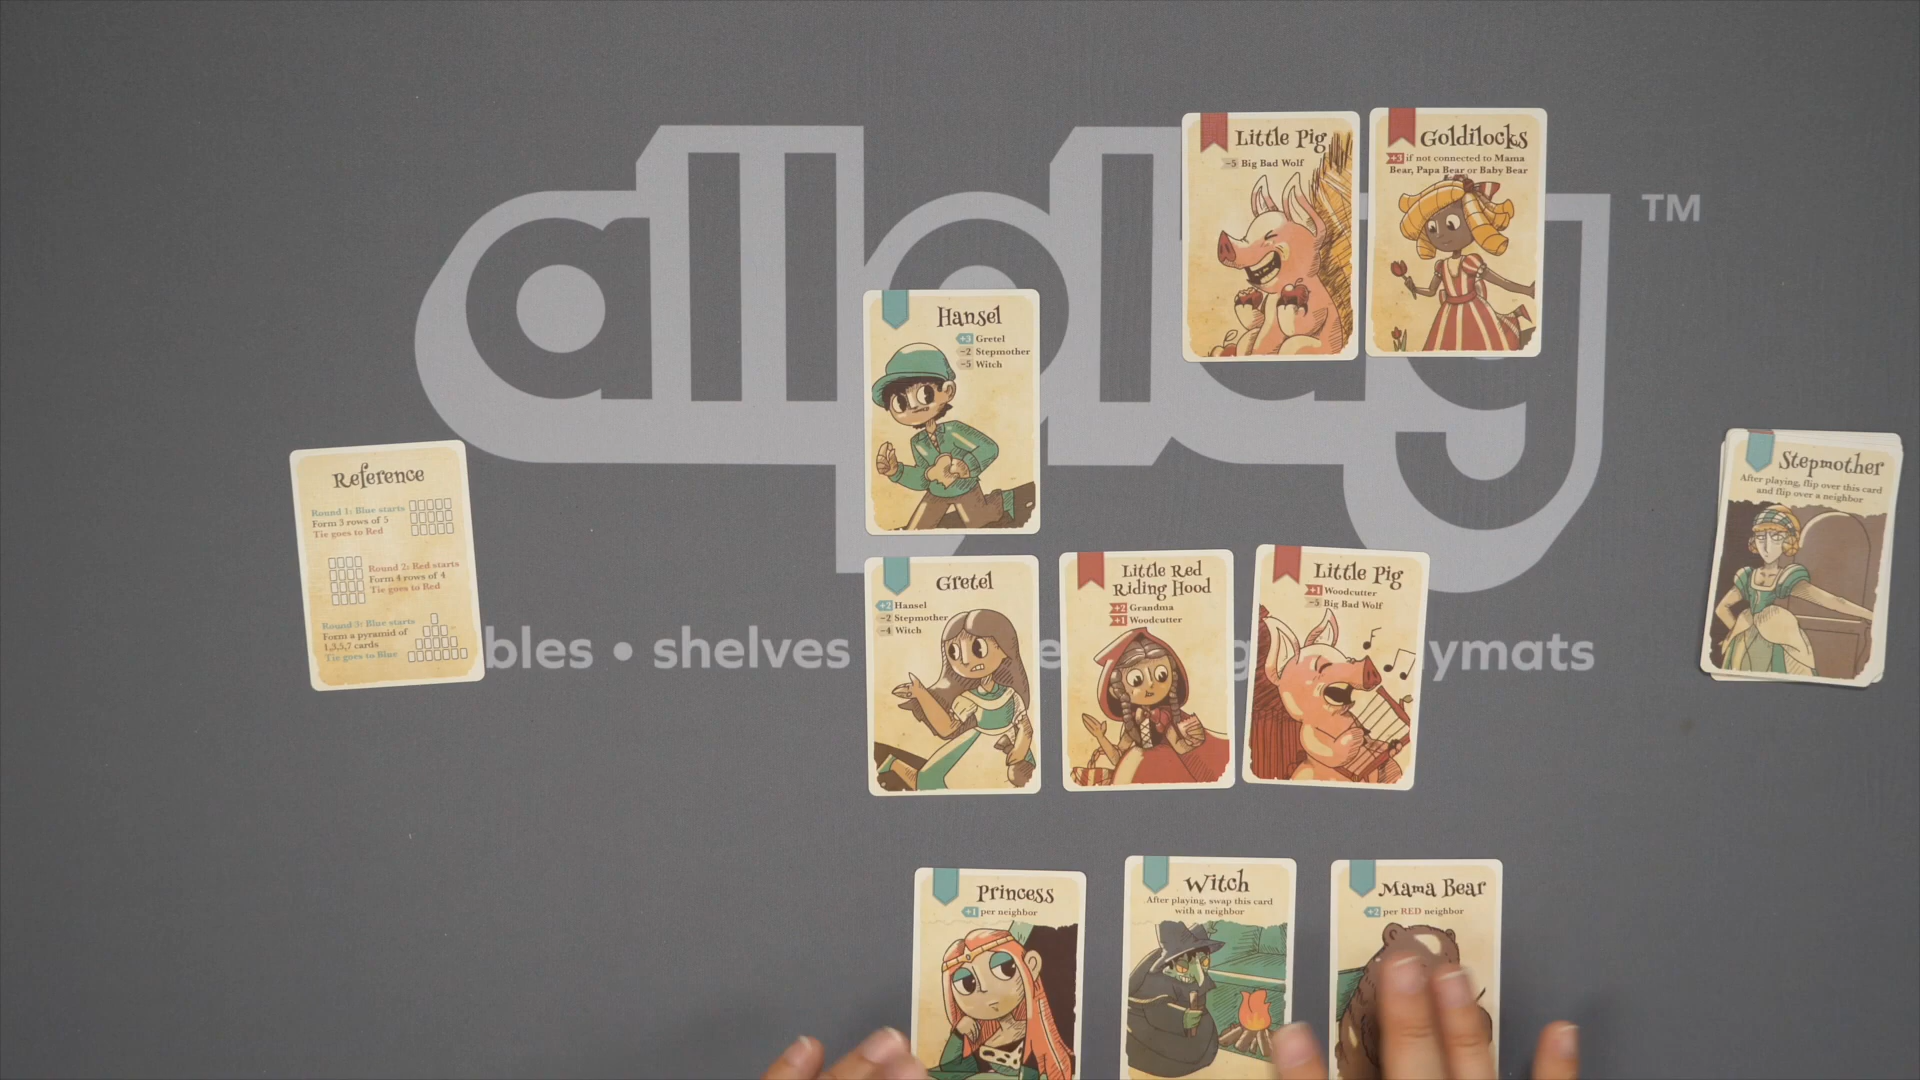 allplay
TM
bles • shelves
e
g
ymats
Little Pig
-5 Big Bad Wolf
Goldilocks
+3 if not connected to Mama
Bear, Papa Bear or Baby Bear
Hansel
+3 Gretel
-2 Stepmother
-5 Witch
Reference
Round 1: Blue starts
Form 3 rows of 5
Tie goes to Red
Round 2: Red starts
Form 4 rows of 4
Tie goes to Red
Round 3: Blue starts
Form a pyramid of
1,3,5,7 cards
Tie goes to Blue
Gretel
+2 Hansel
-2 Stepmother
-4 Witch
Little Red
Riding Hood
+2 Grandma
+1 Woodcutter
Little Pig
+1 Woodcutter
-5 Big Bad Wolf
Stepmother
After playing, flip over this card
and flip over a neighbor
Princess
+1 per neighbor
Witch
After playing, swap this card
with a neighbor
Mama Bear
+2 per RED neighbor